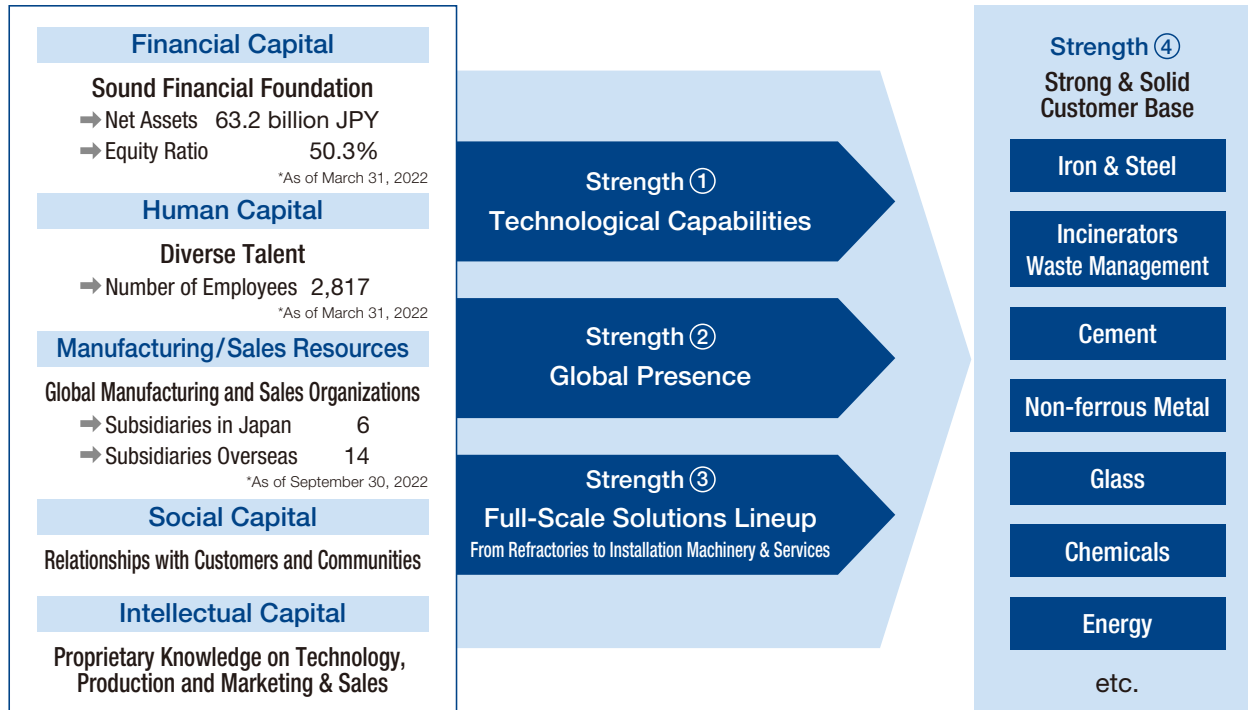 Financial Capital
Sound Financial Foundation
➡ Net Assets 63.2 billion JPY
➡ Equity Ratio 50.3%
*As of March 31, 2022
Human Capital
Diverse Talent
➡ Number of Employees 2,817
*As of March 31, 2022
Manufacturing/Sales Resources
Global Manufacturing and Sales Organizations
➡ Subsidiaries in Japan 6
➡ Subsidiaries Overseas 14
*As of September 30, 2022
Social Capital
Relationships with Customers and Communities
Intellectual Capital
Proprietary Knowledge on Technology,
Production and Marketing & Sales
Strength ①
Technological Capabilities
Strength ②
Global Presence
Strength ③
Full-Scale Solutions Lineup
From Refractories to Installation Machinery & Services
Strength ④
Strong & Solid
Customer Base
Iron & Steel
Incinerators
Waste Management
Cement
Non-ferrous Metal
Glass
Chemicals
Energy
etc.